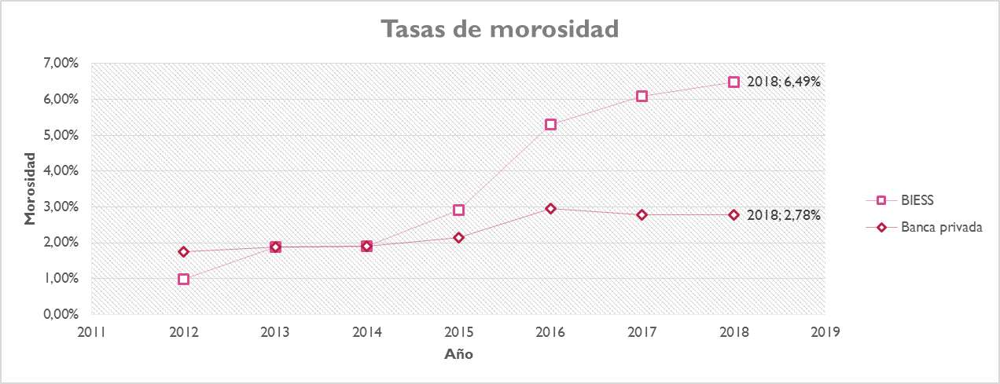 Tasas de morosidad
7,00%
6,00%
5,00%
4,00%
3,00%
2,00%
1,00%
0,00%
Morosidad
2018; 6,49%
2018; 2,78%
2011 2012 2013 2014 2015 2016 2017 2018 2019
Año
BIESS
Banca privada